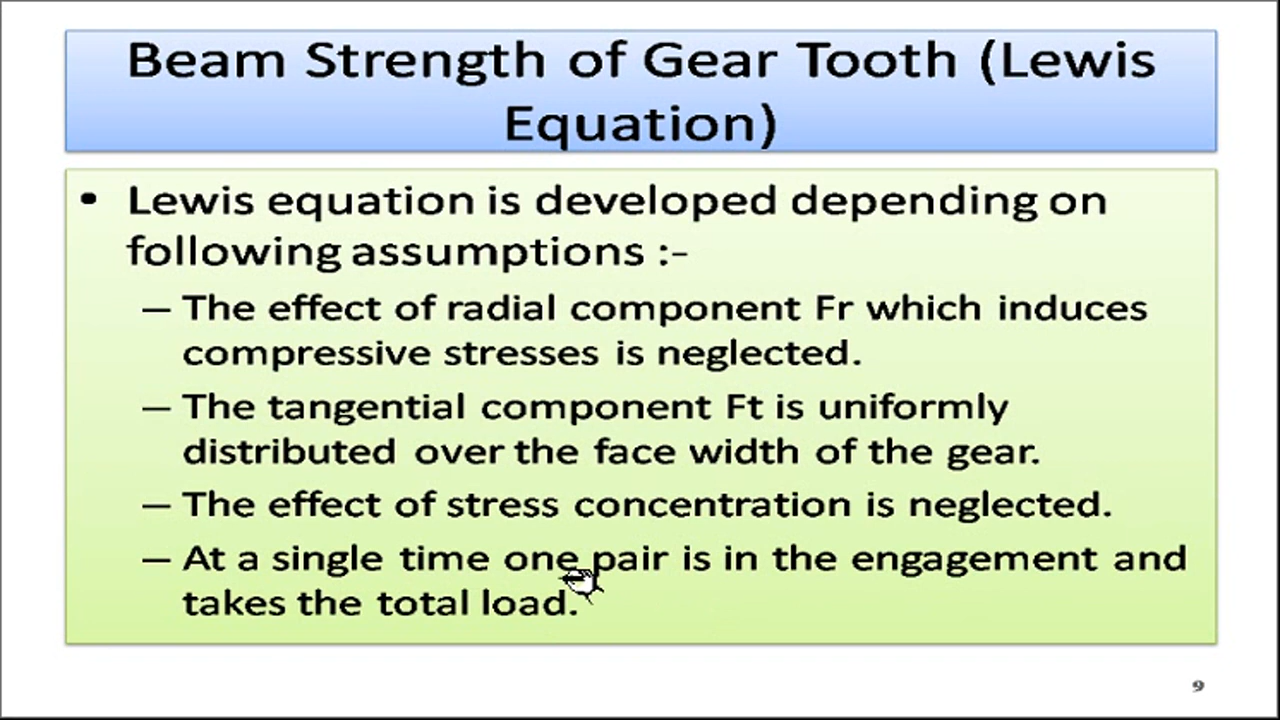 Beam Strength of Gear Tooth (Lewis
Equation)
• Lewis equation is developed depending on
following assumptions :-
– The effect of radial component Fr which induces
compressive stresses is neglected.
– The tangential component Ft is uniformly
distributed over the face width of the gear.
– The effect of stress concentration is neglected.
– At a single time one pair is in the engagement and
takes the total load.
9